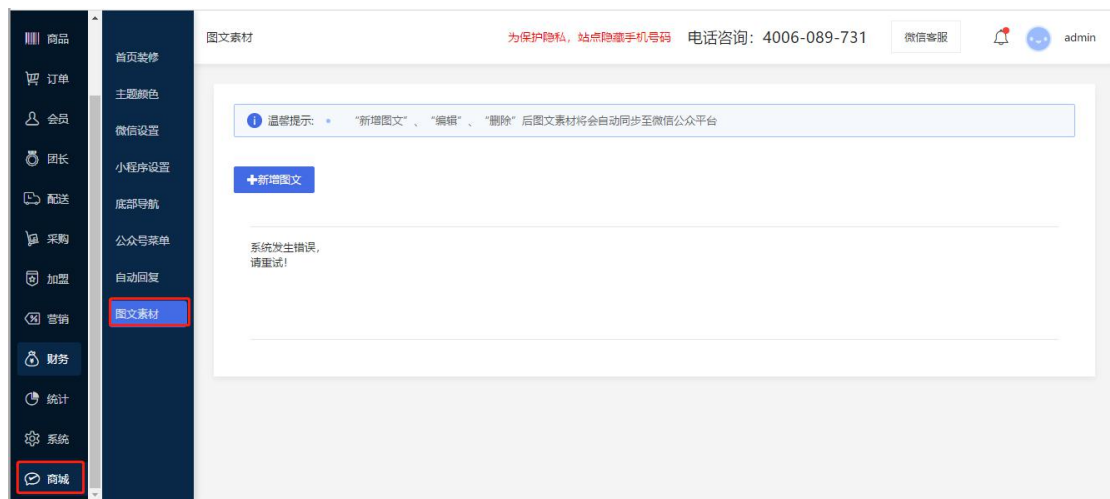 商品
订单
会员
团长
配送
采购
加盟
营销
财务
统计
系统
商城
首页装修
主题颜色
微信设置
小程序设置
底部导航
公众号菜单
自动回复
图文素材
图文素材
为保护隐私，站点隐藏手机号码 电话咨询：4006-089-731 微信客服 admin
温馨提示: “新增图文”、“编辑”、“删除”后图文素材将会自动同步至微信公众平台
新增图文
系统发生错误，
请重试！